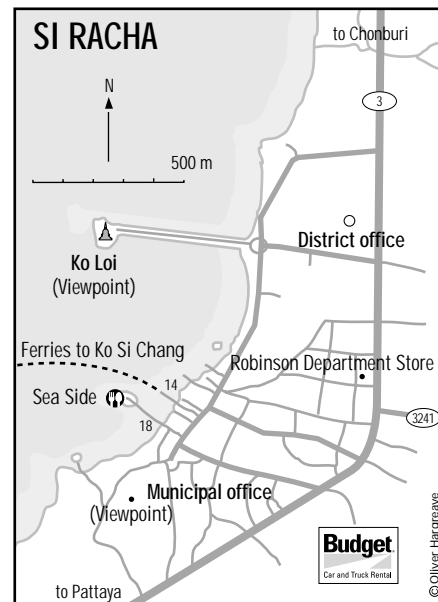 SI RACHA
to Chonburi
N
3
500 m
District office
Ko Loi
(Viewpoint)
Ferries to Ko Si Chang
14
Robinson Department Store
Sea Side
18
3241
Municipal office
(Viewpoint)
Budget
Car and Truck Rental
to Pattaya
©Oliver Hargreave